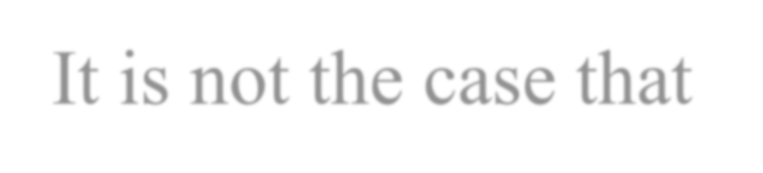 It is not the case that